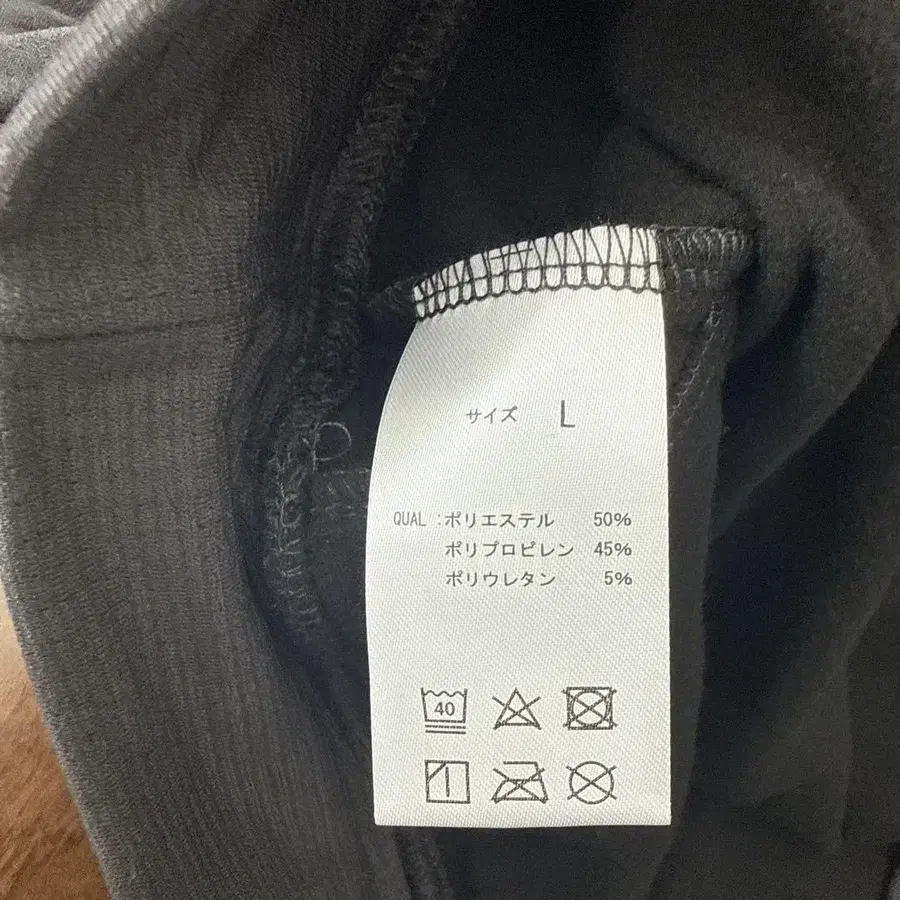 サイズ L
QUAL :ポリエステル 50%
ポリプロピレン 45%
ポリウレタン 5%
40